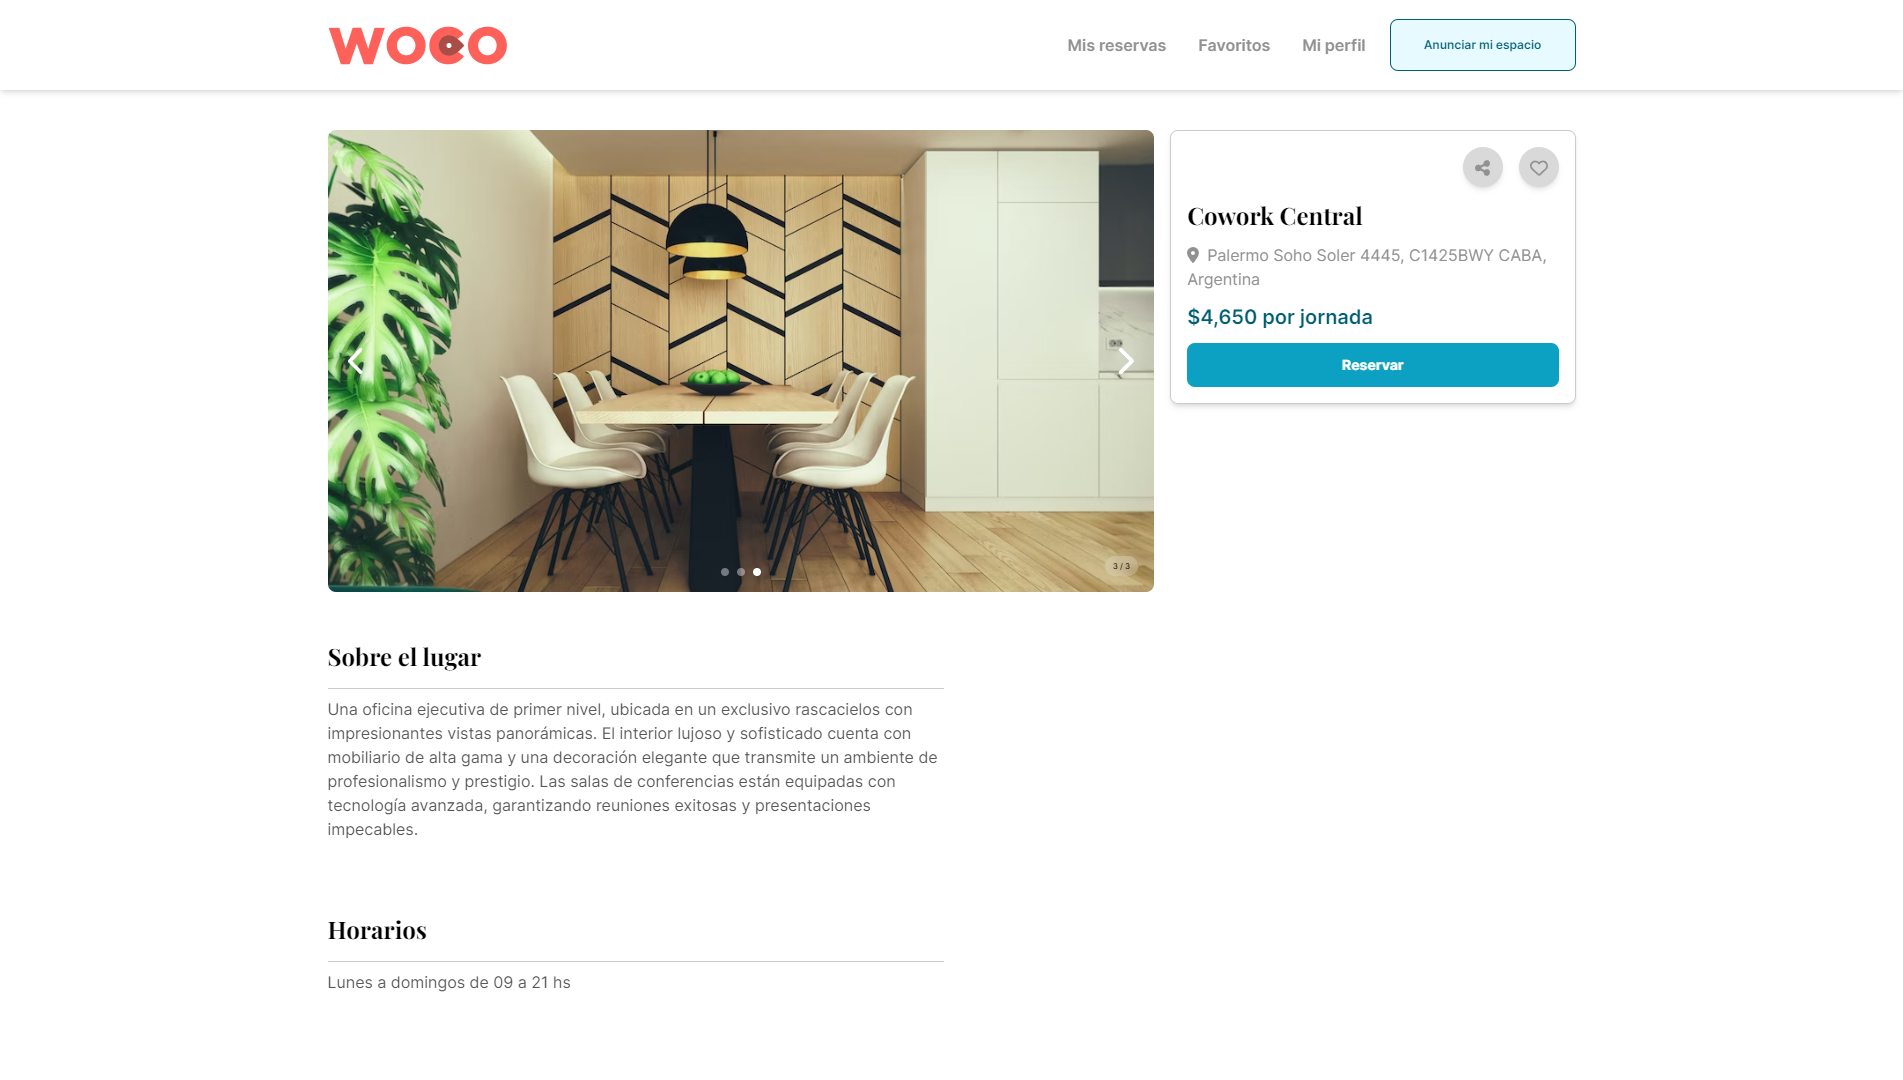 WOCO
Mis reservas
Favoritos
Mi perfil
Anunciar mi espacio
3 / 3
Cowork Central
Palermo Soho Soler 4445, C1425BWY CABA,
Argentina
$4,650 por jornada
Reservar
Sobre el lugar
Una oficina ejecutiva de primer nivel, ubicada en un exclusivo rascacielos con
impresionantes vistas panorámicas. El interior lujoso y sofisticado cuenta con
mobiliario de alta gama y una decoración elegante que transmite un ambiente de
profesionalismo y prestigio. Las salas de conferencias están equipadas con
tecnología avanzada, garantizando reuniones exitosas y presentaciones
impecables.
Horarios
Lunes a domingos de 09 a 21 hs